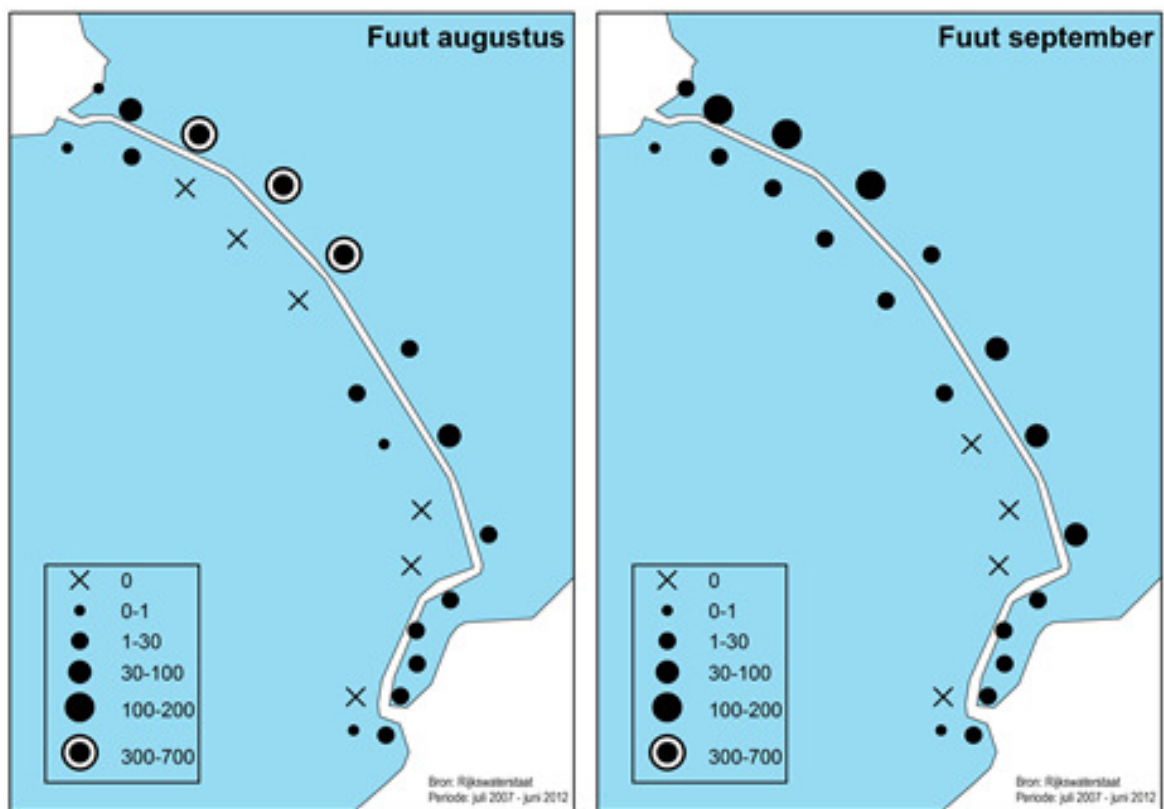 Fuut augustus
0
0-1
1-30
30-100
100-200
300-700
Bron: Rijkswaterstaat
Periode: juli 2007 - juni 2012
Fuut september
0
0-1
1-30
30-100
100-200
300-700
Bron: Rijkswaterstaat
Periode: juli 2007 - juni 2012